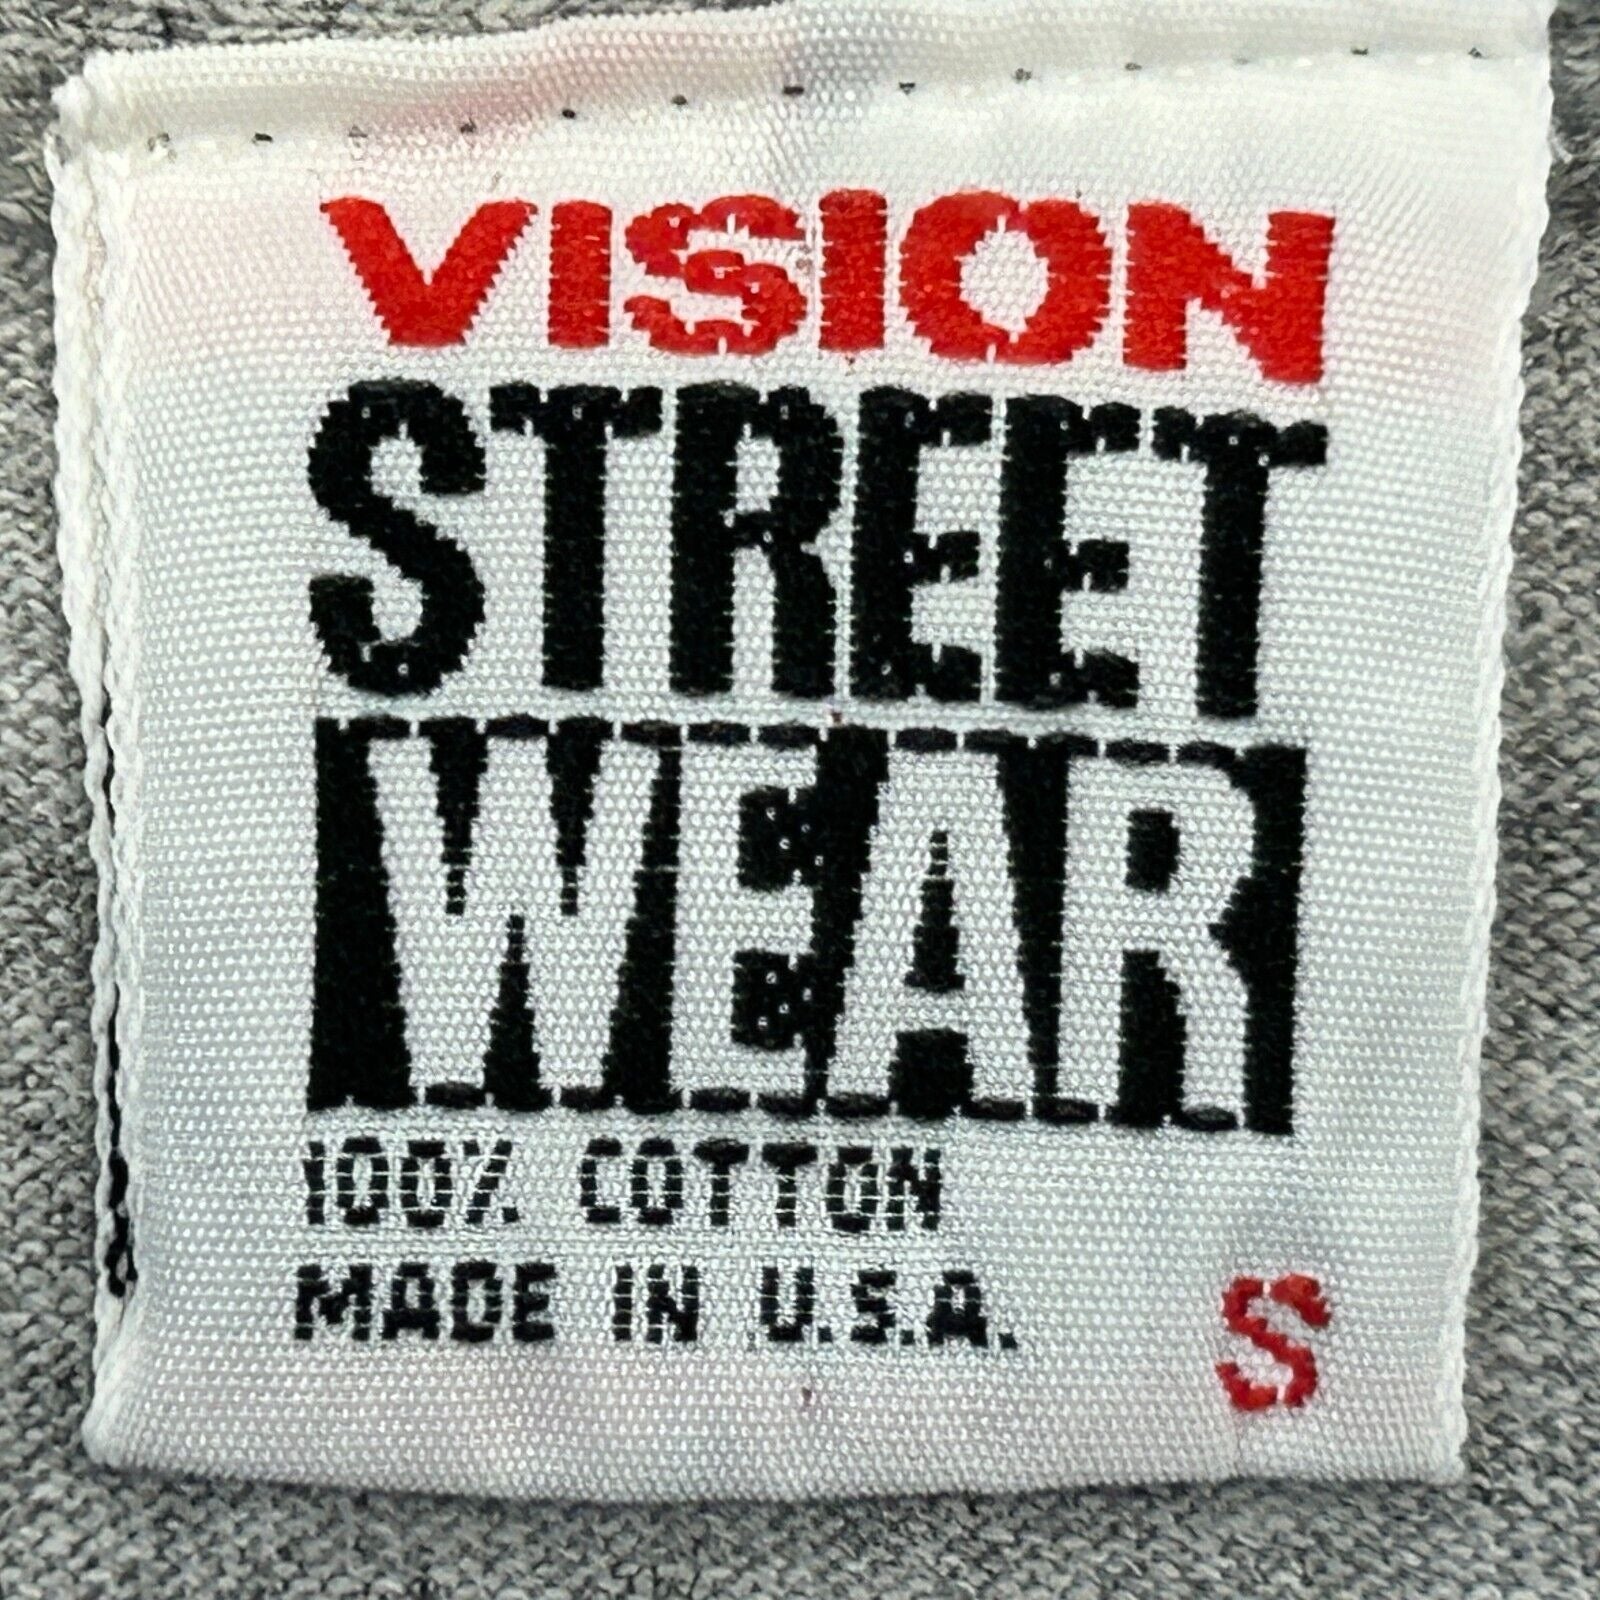 VISION
STREET
WEAR
100% COTTON
MADE IN U.S.A.
S